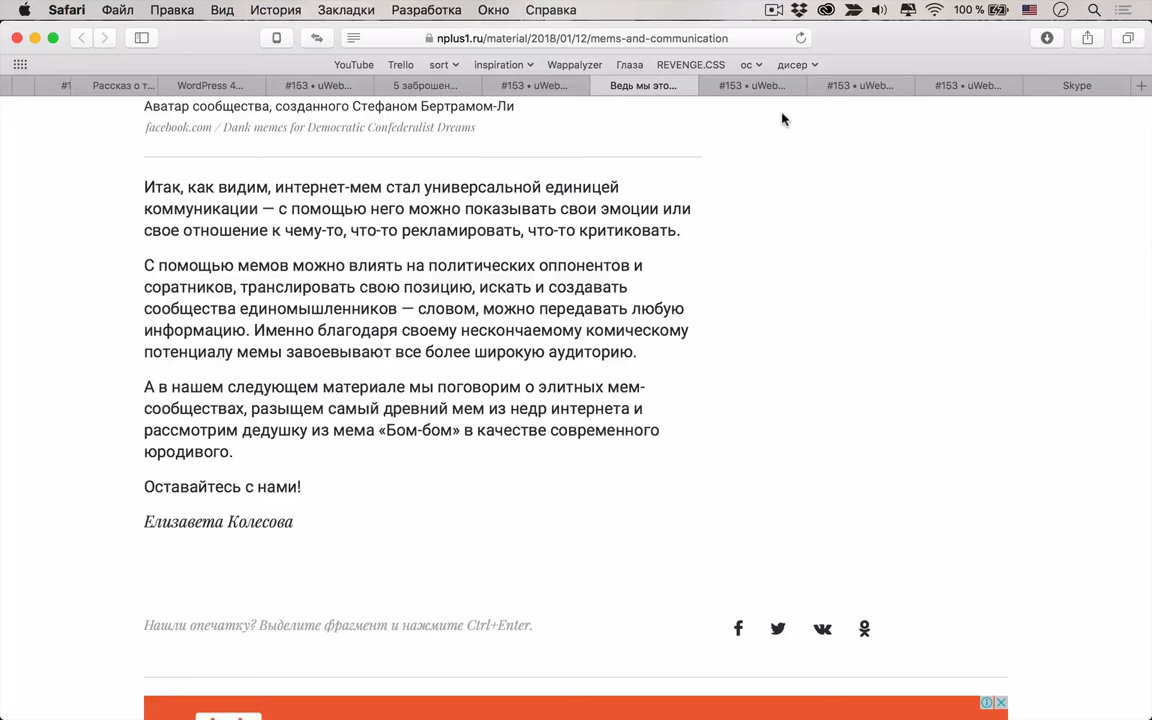 Safari Файл Правка Вид История Закладки Разработка Окно Справка 100 %
nplus1.ru/material/2018/01/12/mems-and-communication
YouTube Trello sort inspiration Wappalyzer Глаза REVENGE.CSS ос дисер
#1 Рассказ о т... WordPress 4... #153 • uWeb... 5 заброшен... #153 • uWeb... Ведь мы это... #153 • uWeb... #153 • uWeb... #153 • uWeb... Skype
Аватар сообщества, созданного Стефаном Бертрамом-Ли
facebook.com / Dank memes for Democratic Confederalist Dreams
Итак, как видим, интернет-мем стал универсальной единицей
коммуникации — с помощью него можно показывать свои эмоции или
свое отношение к чему-то, что-то рекламировать, что-то критиковать.
С помощью мемов можно влиять на политических оппонентов и
соратников, транслировать свою позицию, искать и создавать
сообщества единомышленников — словом, можно передавать любую
информацию. Именно благодаря своему нескончаемому комическому
потенциалу мемы завоевывают все более широкую аудиторию.
А в нашем следующем материале мы поговорим о элитных мем-
сообществах, разыщем самый древний мем из недр интернета и
рассмотрим дедушку из мема «Бом-бом» в качестве современного
юродивого.
Оставайтесь с нами!
Елизавета Колесова
Нашли опечатку? Выделите фрагмент и нажмите Ctrl+Enter.